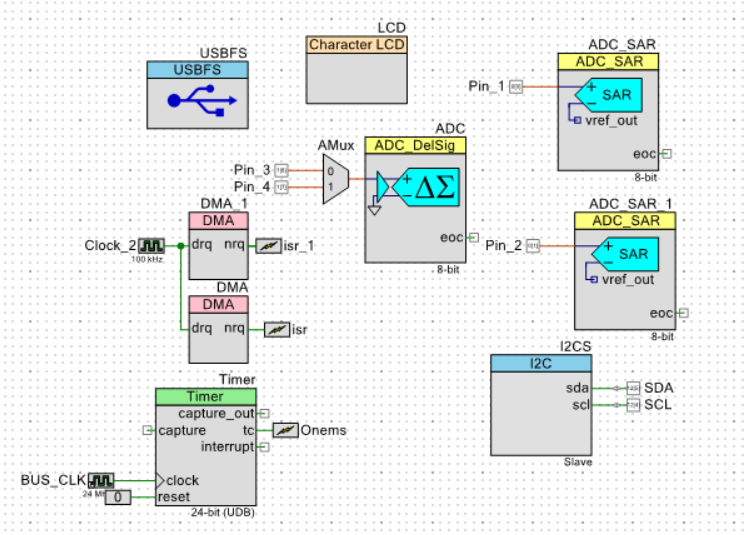 LCD
Character LCD
USBFS
USBFS
ADC_SAR
ADC_SAR
Pin_1
SAR
vref_out
eoc
8-bit
ADC
AMux
ADC_DelSig
Pin_3
0
Pin_4
1
ΔΣ
eoc
8-bit
DMA_1
DMA
Clock_2
drq nrq
isr_1
100 kHz
DMA
DMA
drq nrq
isr
ADC_SAR_1
ADC_SAR
Pin_2
SAR
vref_out
eoc
8-bit
I2CS
I2C
sda
SDA
scl
SCL
Slave
Timer
Timer
capture_out
capture
tc
Onems
interrupt
BUS_CLK
clock
24
0
reset
24-bit (UDB)